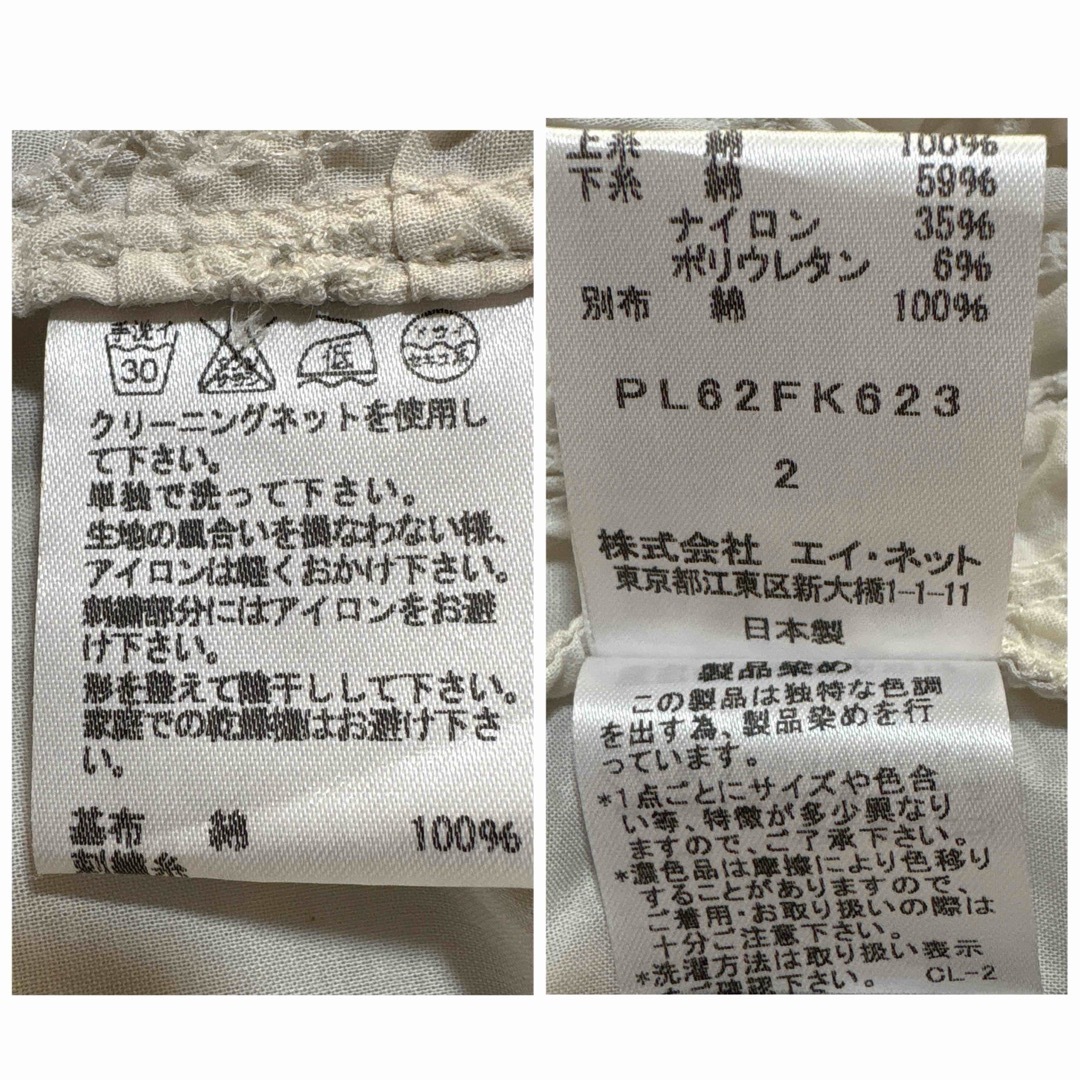 手洗イ
30
低
クリーニングネットを使用し
て下さい。
単独で洗って下さい。
生地の風合いを損なわない様、
アイロンは軽くおかけ下さい。
刺繍部分にはアイロンをお避
け下さい。
形を整えて陰干しして下さい。
家庭での乾燥機はお避け下さ
い。
基布 綿 100%
刺繍糸
上糸 綿 100%
下糸 綿 59%
ナイロン 35%
ポリウレタン 6%
別布 綿 100%
PL62FK623
2
株式会社 エイ・ネット
東京都江東区新大橋1-1-11
日本製
製品染め
この製品は独特な色調
を出す為、製品染めを行
っています。
*1点ごとにサイズや色合
い等、特徴が多少異なり
ますので、ご了承下さい。
*濃色品は摩擦により色移り
することがありますので、
ご着用・お取り扱いの際は
十分ご注意下さい。
*洗濯方法は取り扱い表示
をご確認下さい。 CL-2